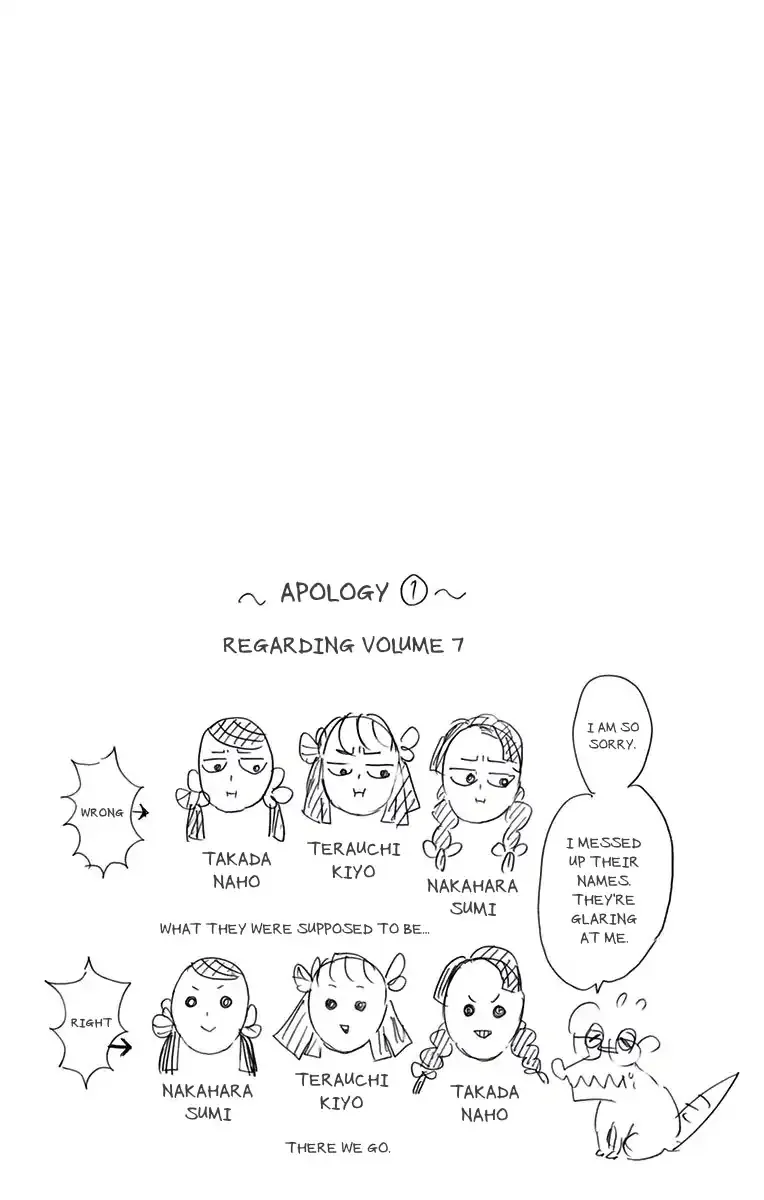 ~ APOLOGY ① ~
REGARDING VOLUME 7
I AM SO
SORRY.
I MESSED
UP THEIR
NAMES.
THEY'RE
GLARING
AT ME.
WRONG →
TAKADA
NAHO
TERAUCHI
KIYO
NAKAHARA
SUMI
WHAT THEY WERE SUPPOSED TO BE...
RIGHT →
NAKAHARA
SUMI
TERAUCHI
KIYO
TAKADA
NAHO
THERE WE GO.